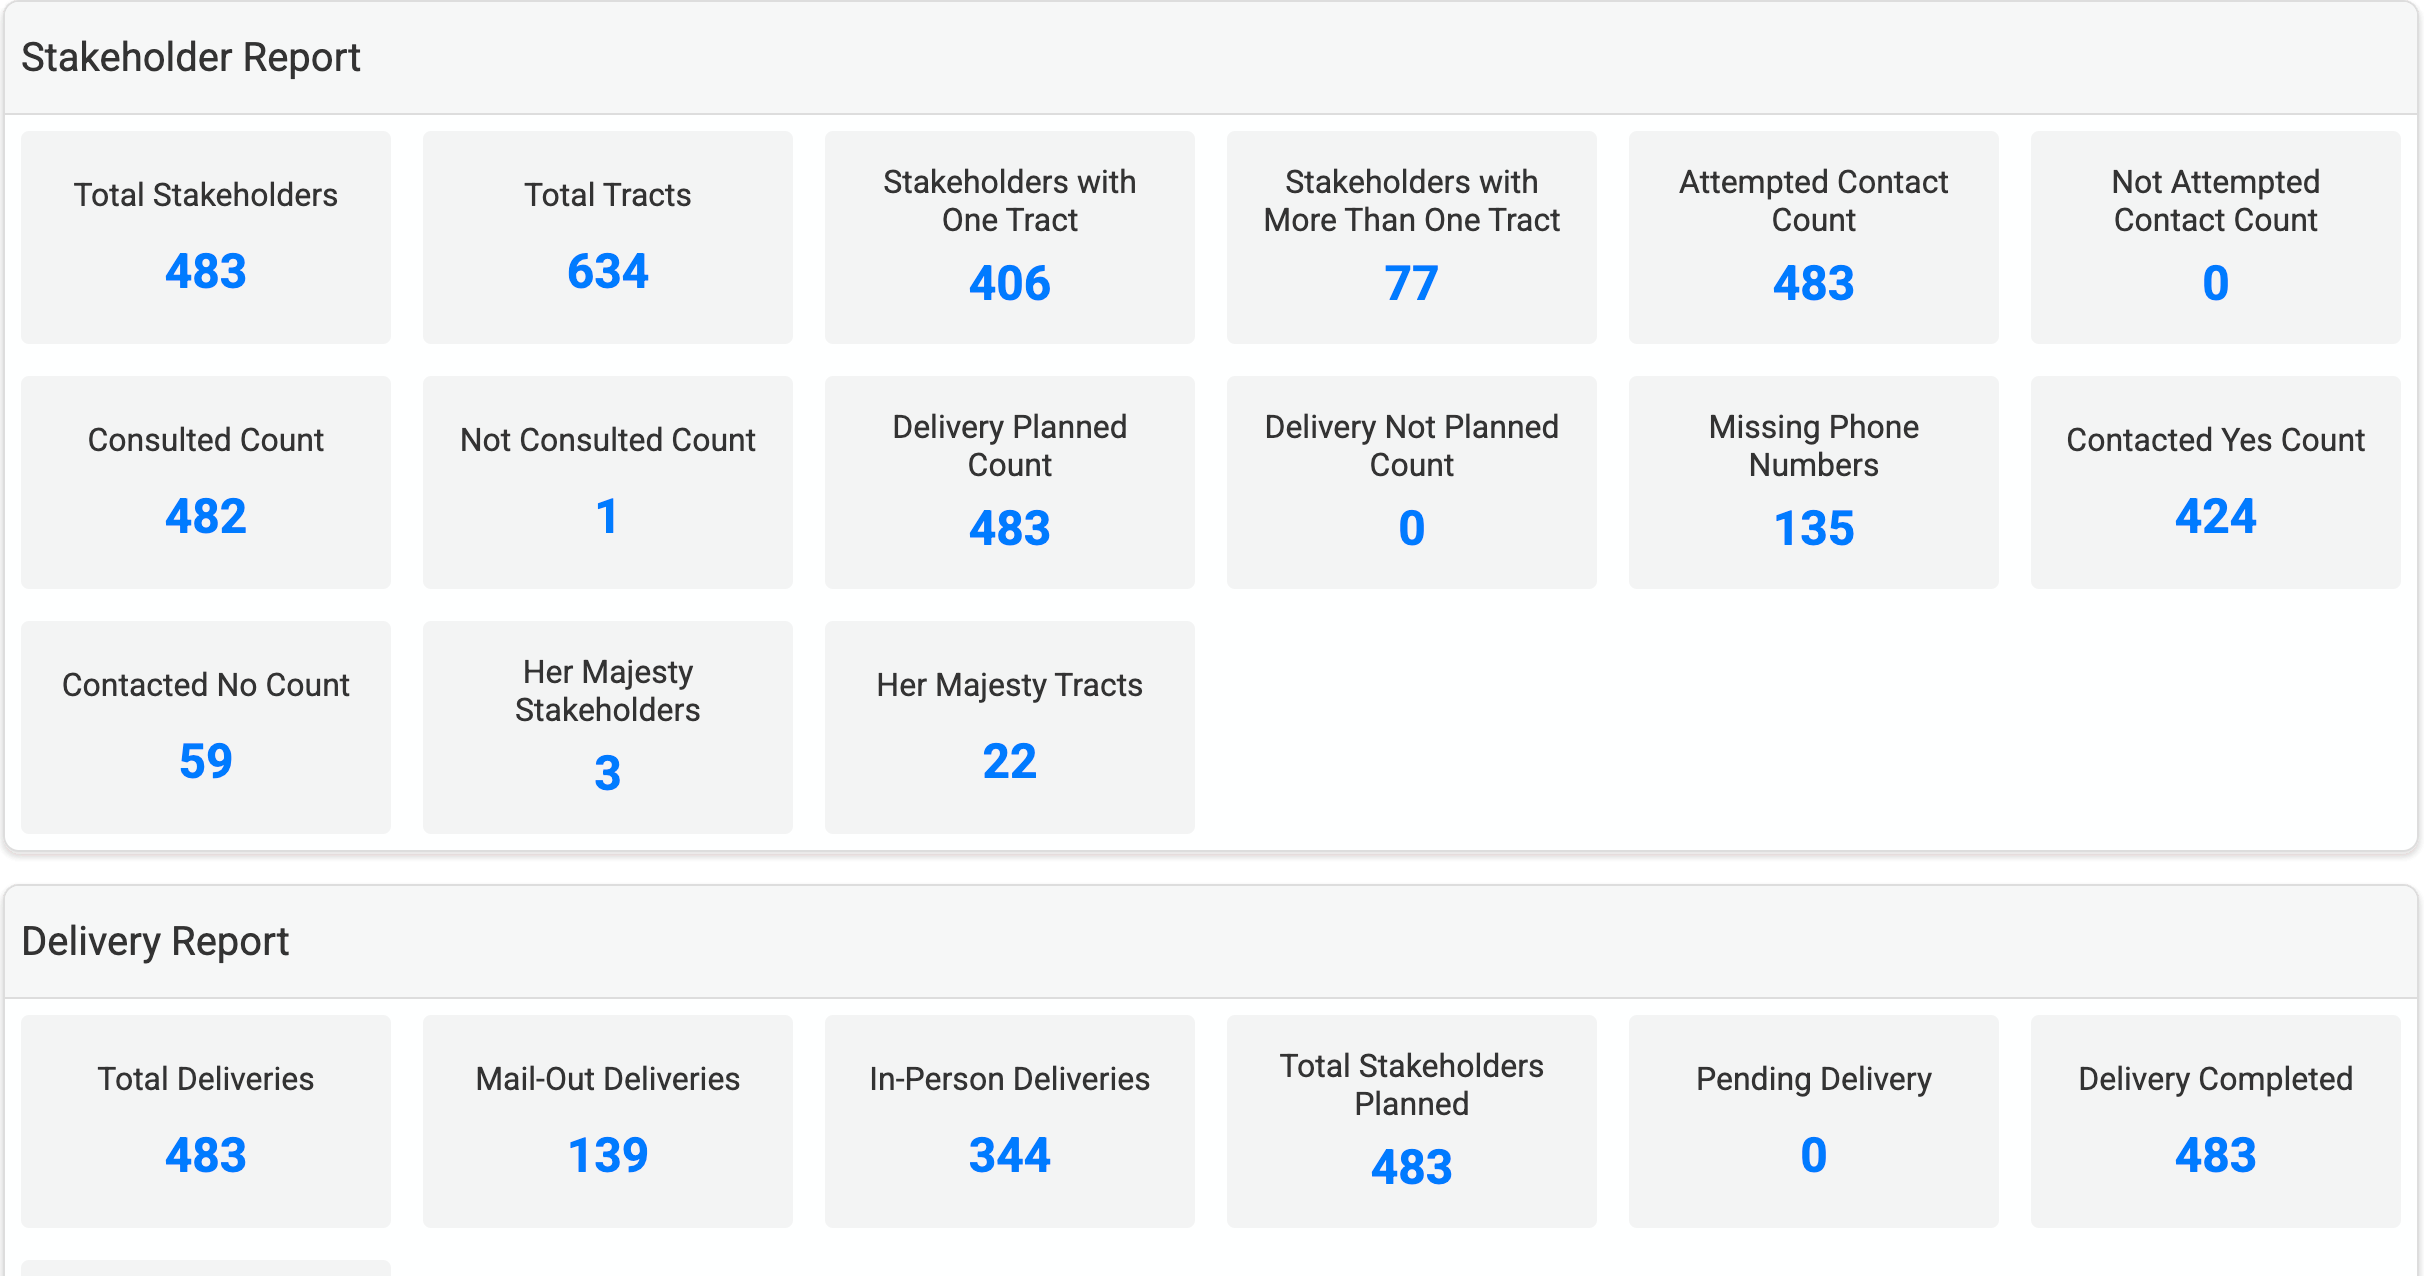 Stakeholder Report
Total Stakeholders
483
Total Tracts
634
Stakeholders with
One Tract
406
Stakeholders with
More Than One Tract
77
Attempted Contact
Count
483
Not Attempted
Contact Count
0
Consulted Count
482
Not Consulted Count
1
Delivery Planned
Count
483
Delivery Not Planned
Count
0
Missing Phone
Numbers
135
Contacted Yes Count
424
Contacted No Count
59
Her Majesty
Stakeholders
3
Her Majesty Tracts
22
Delivery Report
Total Deliveries
483
Mail-Out Deliveries
139
In-Person Deliveries
344
Total Stakeholders
Planned
483
Pending Delivery
0
Delivery Completed
483